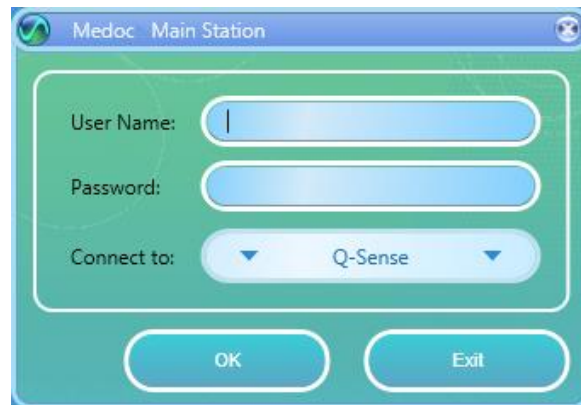 Medoc Main Station
User Name:
Password:
Connect to: Q-Sense
OK Exit